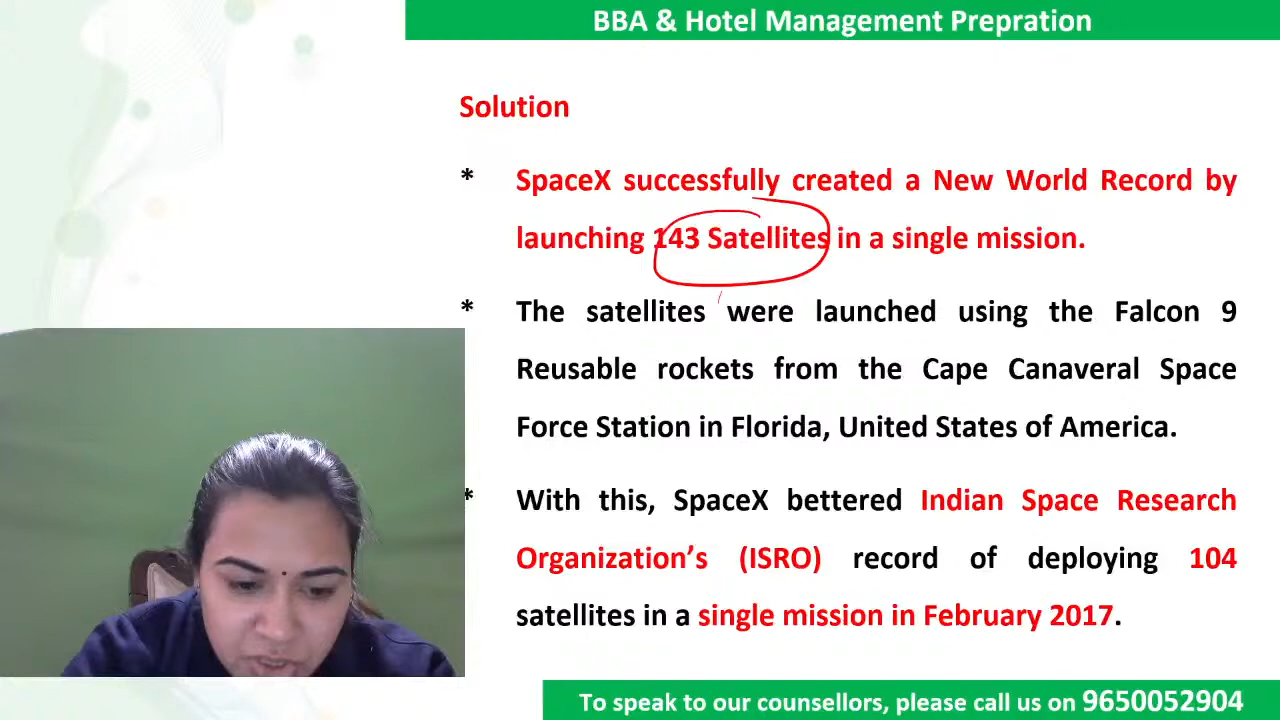 BBA & Hotel Management Prepration
Solution
* SpaceX successfully created a New World Record by
launching 143 Satellites in a single mission.
* The satellites were launched using the Falcon 9
Reusable rockets from the Cape Canaveral Space
Force Station in Florida, United States of America.
* With this, SpaceX bettered Indian Space Research
Organization’s (ISRO) record of deploying 104
satellites in a single mission in February 2017.
To speak to our counsellors, please call us on 9650052904